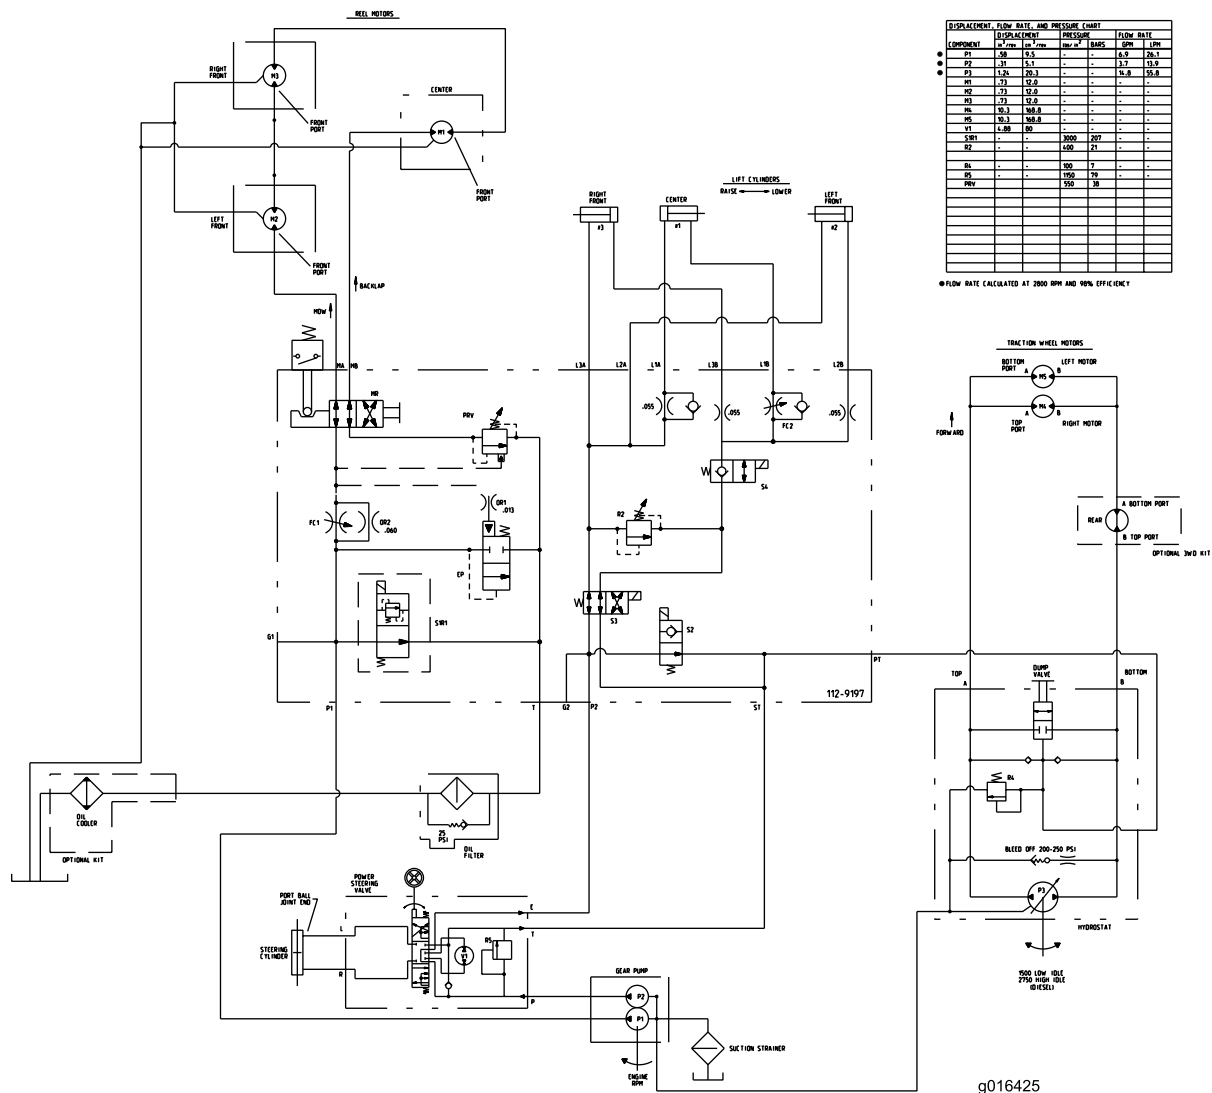 REEL MOTORS
RIGHT
FRONT
M3
FRONT
PORT
CENTER
M1
FRONT
PORT
LEFT
FRONT
M2
FRONT
PORT
BACKLAP
MOW
DISPLACEMENT, FLOW RATE, AND PRESSURE CHART
DISPLACEMENT PRESSURE FLOW RATE
COMPONENT in³/rev cm³/rev lbs/in² BARS GPM LPM
● P1 .58 9.5 - - 6.9 26.1
● P2 .31 5.1 - - 3.7 13.9
● P3 1.24 20.3 - - 14.8 55.8
M1 .73 12.0 - - - -
M2 .73 12.0 - - - -
M3 .73 12.0 - - - -
M4 10.3 168.8 - - - -
M5 10.3 168.8 - - - -
V1 4.88 80 - - - -
S1R1 - - 3000 207 - -
R2 - - 400 21 - -
R4 - - 100 7 - -
R5 - - 1150 79 - -
PRV 550 38
● FLOW RATE CALCULATED AT 2800 RPM AND 98% EFFICIENCY
LIFT CYLINDERS
RAISE LOWER
RIGHT
FRONT
#3
CENTER
#1
LEFT
FRONT
#2
MA MB L3A L2A L1A L3B L1B L2B
MR
PRV
.055
.055
FC2
.055
S4
FC1
OR2
.060
OR1
.013
R2
EP
S1R1
S3
S2
G1
PT
112-9197
P1 T G2 P2 ST
TRACTION WHEEL MOTORS
BOTTOM
PORT
LEFT MOTOR
A M5 B
M4
A B
TOP
PORT
RIGHT MOTOR
FORWARD
A BOTTOM PORT
REAR
B TOP PORT
OPTIONAL 3WD KIT
TOP
A
DUMP
VALVE
BOTTOM
B
R4
BLEED OFF 200-250 PSI
P3
HYDROSTAT
1500 LOW IDLE
2750 HIGH IDLE
(DIESEL)
OIL
COOLER
OPTIONAL KIT
25
PSI
OIL
FILTER
POWER
STEERING
VALVE
PORT BALL
JOINT END
L
STEERING
CYLINDER
R
E
T
R5
V1
P
GEAR PUMP
P2
P1
ENGINE
RPM
SUCTION STRAINER
g016425